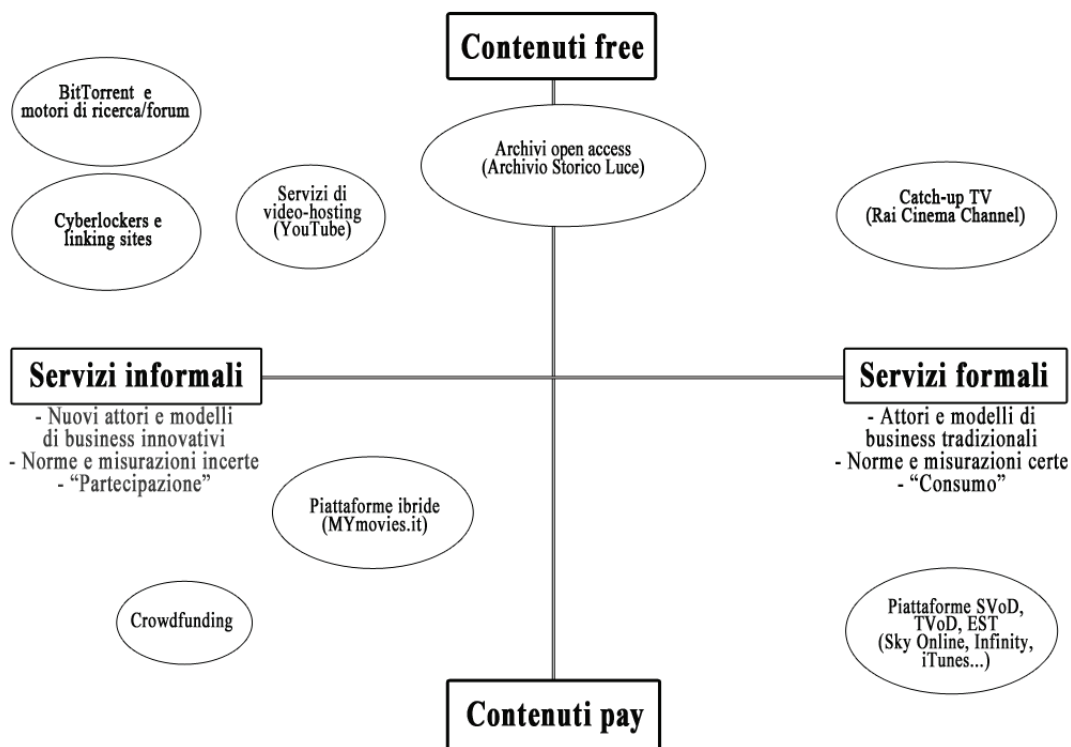 Contenuti free
BitTorrent e
motori di ricerca/forum
Archivi open access
(Archivio Storico Luce)
Servizi di
video-hosting
(YouTube)
Catch-up TV
(Rai Cinema Channel)
Cyberlockers e
linking sites
Servizi informali
- Nuovi attori e modelli
di business innovativi
- Norme e misurazioni incerte
- “Partecipazione”
Servizi formali
- Attori e modelli di
business tradizionali
- Norme e misurazioni certe
- “Consumo”
Piattaforme ibride
(MYmovies.it)
Crowdfunding
Piattaforme SVoD,
TVoD, EST
(Sky Online, Infinity,
iTunes...)
Contenuti pay